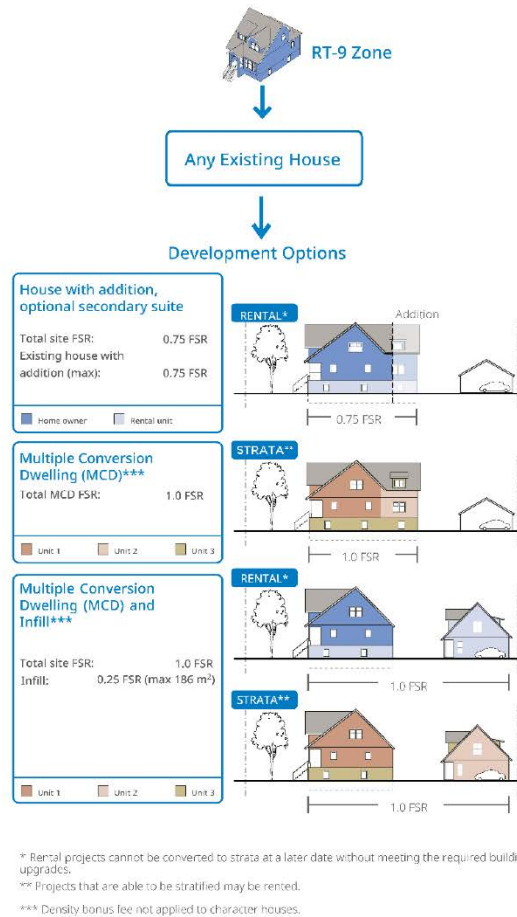 RT-9 Zone
Any Existing House
Development Options
House with addition,
optional secondary suite
Total site FSR: 0.75 FSR
Existing house with
addition (max): 0.75 FSR
Home owner Rental unit
RENTAL*
Addition
0.75 FSR
Multiple Conversion
Dwelling (MCD)***
Total MCD FSR: 1.0 FSR
Unit 1 Unit 2 Unit 3
STRATA**
1.0 FSR
Multiple Conversion
Dwelling (MCD) and
Infill***
Total site FSR: 1.0 FSR
Infill: 0.25 FSR (max 186 m²)
Unit 1 Unit 2 Unit 3
RENTAL*
1.0 FSR
STRATA**
1.0 FSR
* Rental projects cannot be converted to strata at a later date without meeting the required buildi
upgrades.
** Projects that are able to be stratified may be rented.
*** Density bonus fee not applied to character houses.